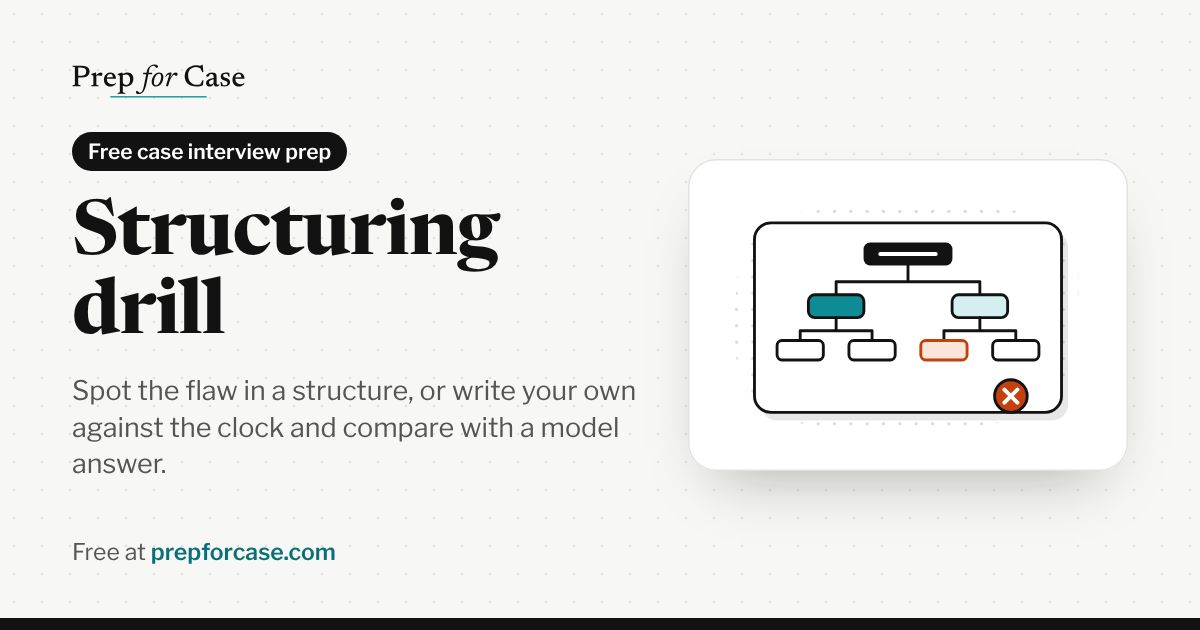 Prep for Case
Free case interview prep
Structuring
drill
Spot the flaw in a structure, or write your own
against the clock and compare with a model
answer.
Free at prepforcase.com